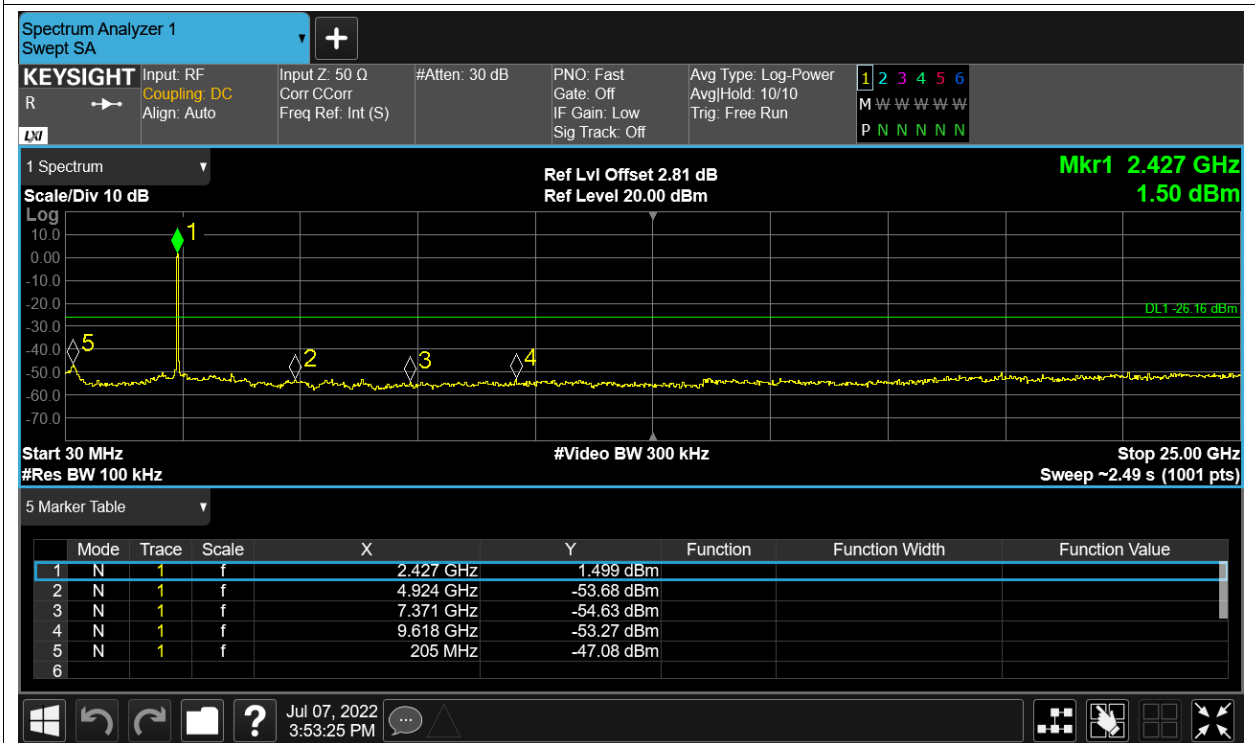 Spectrum Analyzer 1
Swept SA
KEYSIGHT Input: RF Input Z: 50 Ω #Atten: 30 dB PNO: Fast Avg Type: Log-Power 1 2 3 4 5 6
R Coupling: DC Corr CCorr Gate: Off Avg|Hold: 10/10 M W W W W W
Align: Auto Freq Ref: Int (S) IF Gain: Low Trig: Free Run
LXI Sig Track: Off P N N N N N
1 Spectrum Ref Lvl Offset 2.81 dB Mkr1 2.427 GHz
Scale/Div 10 dB Ref Level 20.00 dBm 1.50 dBm
Log
1
10.0
0.00
-10.0
-20.0
DL1 -26.16 dBm
-30.0
5
-40.0
2 3 4
-50.0
-60.0
-70.0
Start 30 MHz #Video BW 300 kHz Stop 25.00 GHz
#Res BW 100 kHz Sweep ~2.49 s (1001 pts)
5 Marker Table
Mode Trace Scale X Y Function Function Width Function Value
1 N 1 f 2.427 GHz 1.499 dBm
2 N 1 f 4.924 GHz -53.68 dBm
3 N 1 f 7.371 GHz -54.63 dBm
4 N 1 f 9.618 GHz -53.27 dBm
5 N 1 f 205 MHz -47.08 dBm
6
? Jul 07, 2022
3:53:25 PM